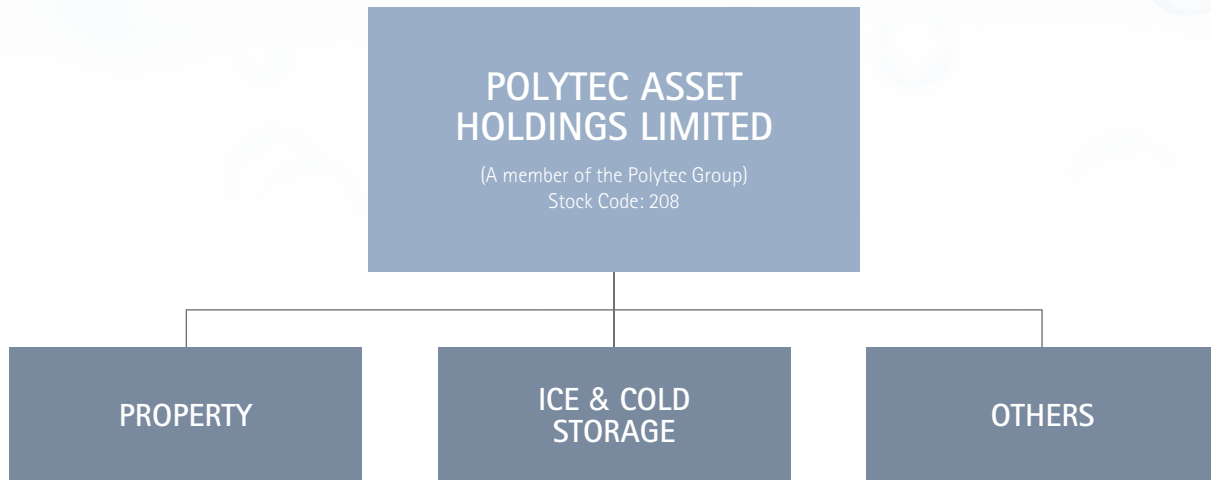 POLYTEC ASSET
HOLDINGS LIMITED
(A member of the Polytec Group)
Stock Code: 208
PROPERTY
ICE & COLD
STORAGE
OTHERS